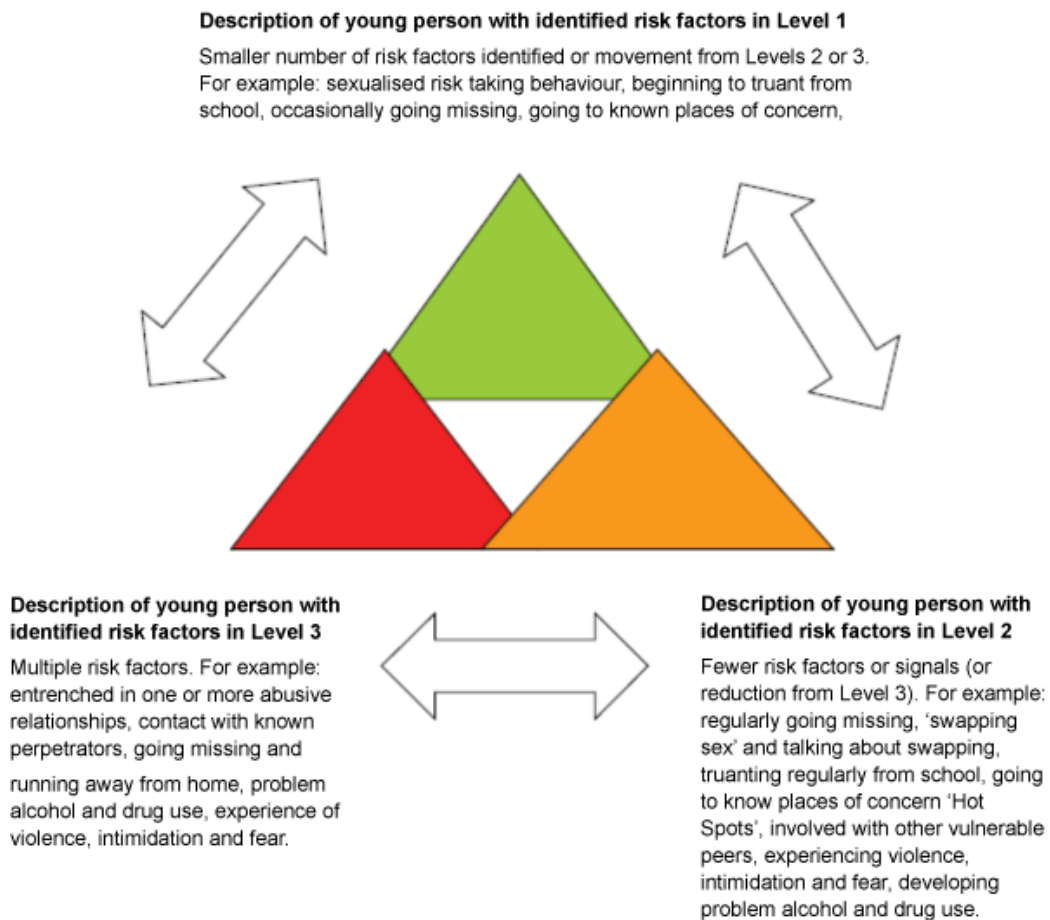 Description of young person with identified risk factors in Level 1
Smaller number of risk factors identified or movement from Levels 2 or 3.
For example: sexualised risk taking behaviour, beginning to truant from
school, occasionally going missing, going to known places of concern,
Description of young person with
identified risk factors in Level 3
Multiple risk factors. For example:
entrenched in one or more abusive
relationships, contact with known
perpetrators, going missing and
running away from home, problem
alcohol and drug use, experience of
violence, intimidation and fear.
Description of young person with
identified risk factors in Level 2
Fewer risk factors or signals (or
reduction from Level 3). For example:
regularly going missing, ‘swapping
sex’ and talking about swapping,
truanting regularly from school, going
to know places of concern ‘Hot
Spots’, involved with other vulnerable
peers, experiencing violence,
intimidation and fear, developing
problem alcohol and drug use.